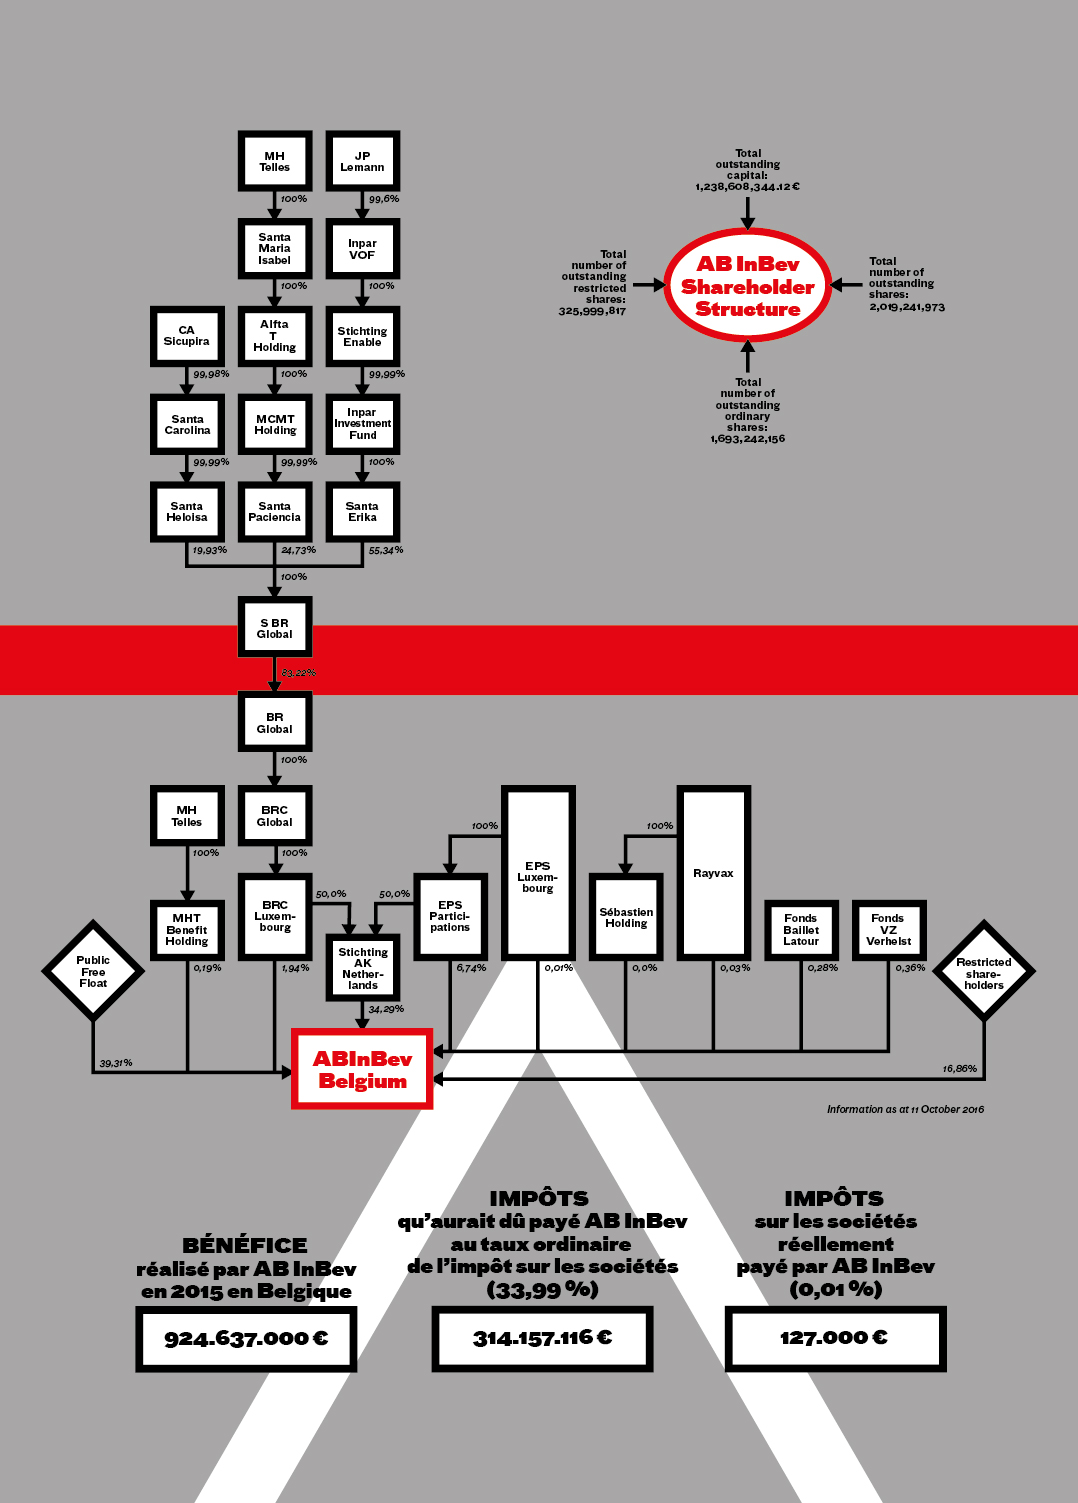 MH
Telles
JP
Lemann
100%
99,6%
Santa
Maria
Isabel
Inpar
VOF
100%
100%
CA
Sicupira
Alfta
T
Holding
Stichting
Enable
99,98%
100%
99,99%
Santa
Carolina
MCMT
Holding
Inpar
Investment
Fund
99,99%
99,99%
100%
Santa
Heloisa
Santa
Paciencia
Santa
Erika
19,93%
24,73%
55,34%
100%
S BR
Global
83,22%
BR
Global
100%
Total
outstanding
capital:
1,238,608,344.12 €
Total
number of
outstanding
restricted
shares:
325,999,817
AB InBev
Shareholder
Structure
Total
number of
outstanding
shares:
2,019,241,973
Total
number of
outstanding
ordinary
shares:
1,693,242,156
MH
Telles
BRC
Global
100%
100%
100%
100%
EPS
Luxem-
bourg
Rayvax
BRC
Luxem-
bourg
50,0%
50,0%
EPS
Partici-
pations
Sébastien
Holding
MHT
Benefit
Holding
Fonds
Baillet
Latour
Fonds
VZ
Verhelst
Public
Free
Float
Stichting
AK
Nether-
lands
Restricted
share-
holders
0,19%
1,94%
6,74%
0,01%
0,0%
0,03%
0,28%
0,36%
34,29%
39,31%
16,86%
ABInBev
Belgium
Information as at 11 October 2016
BÉNÉFICE
réalisé par AB InBev
en 2015 en Belgique
924.637.000 €
IMPÔTS
qu’aurait dû payé AB InBev
au taux ordinaire
de l’impôt sur les sociétés
(33,99 %)
314.157.116 €
IMPÔTS
sur les sociétés
réellement
payé par AB InBev
(0,01 %)
127.000 €